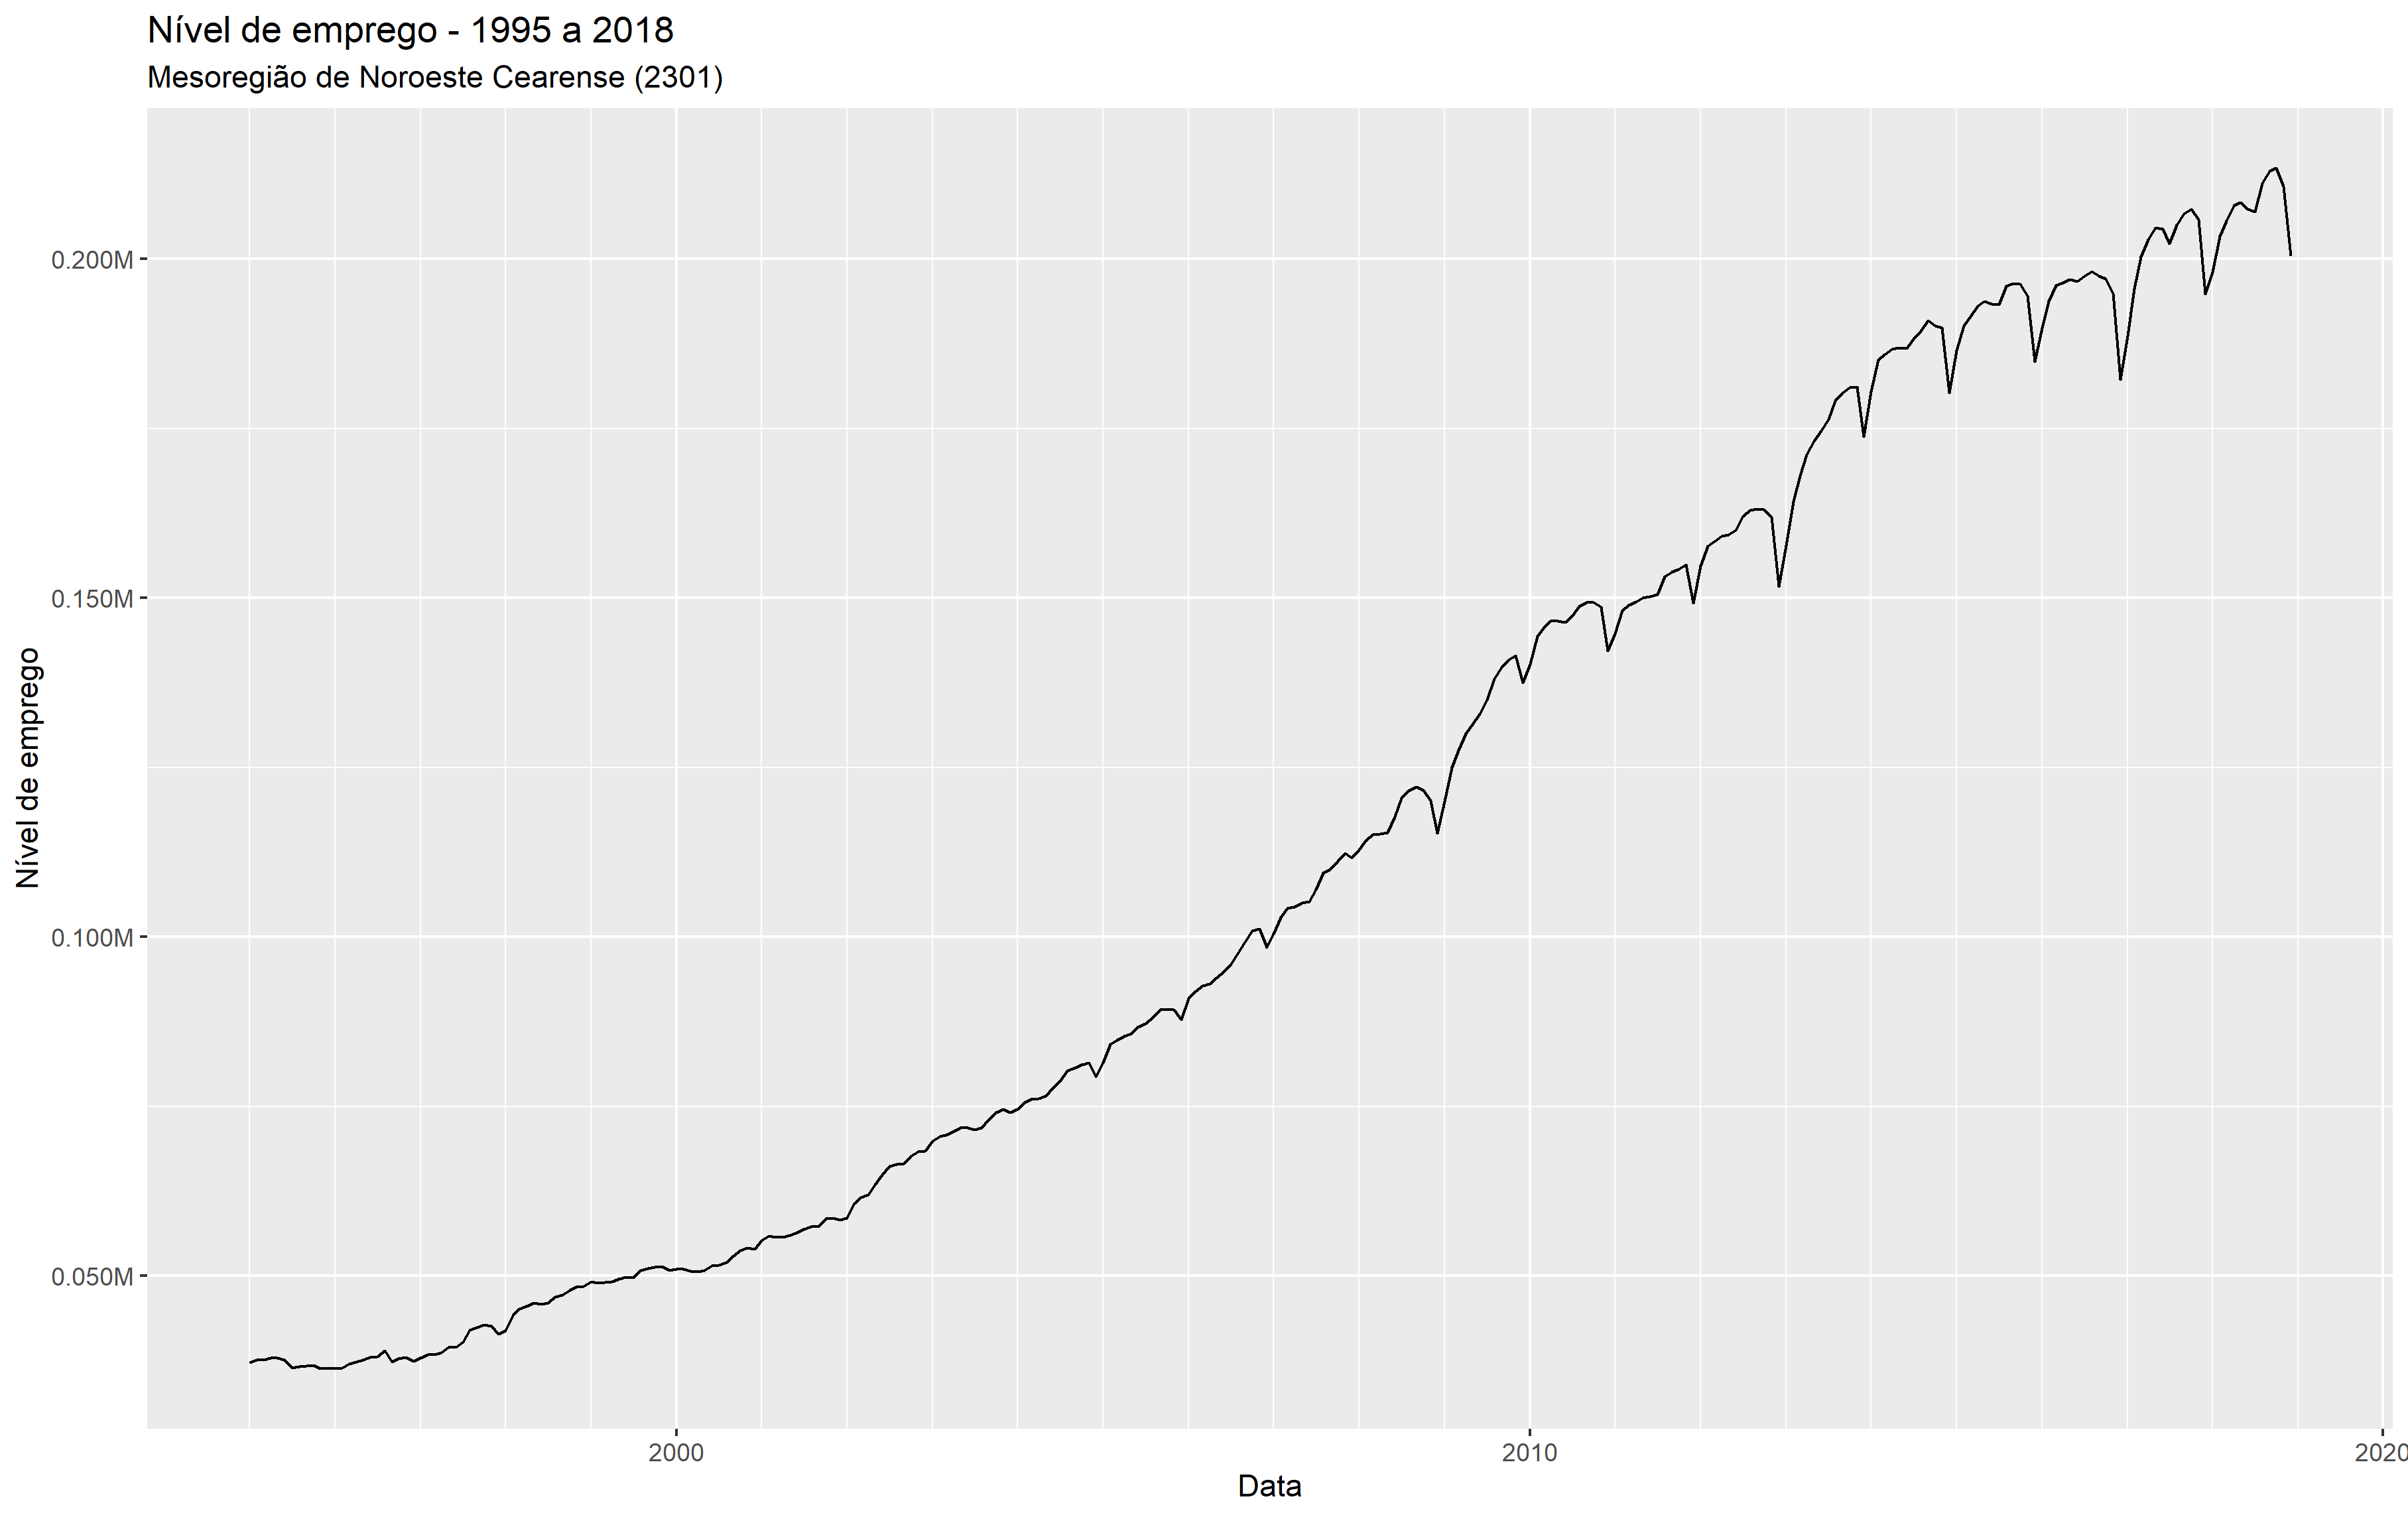 Nível de emprego - 1995 a 2018
Mesoregião de Noroeste Cearense (2301)
0.200M
0.150M
0.100M
0.050M
Nível de emprego
2000
2010
2020
Data